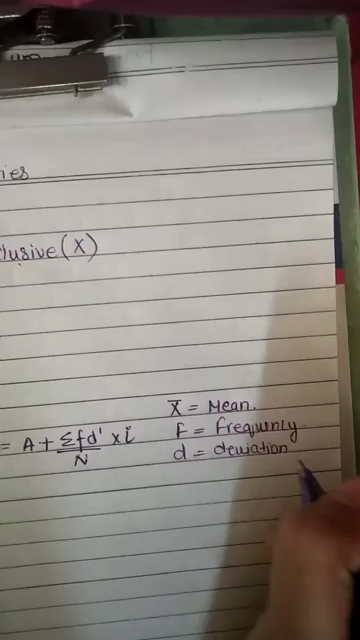 ies
lusive (X)
X̄ = Mean.
= A + Σfd' × i
N
F = Frequency
d = deviation